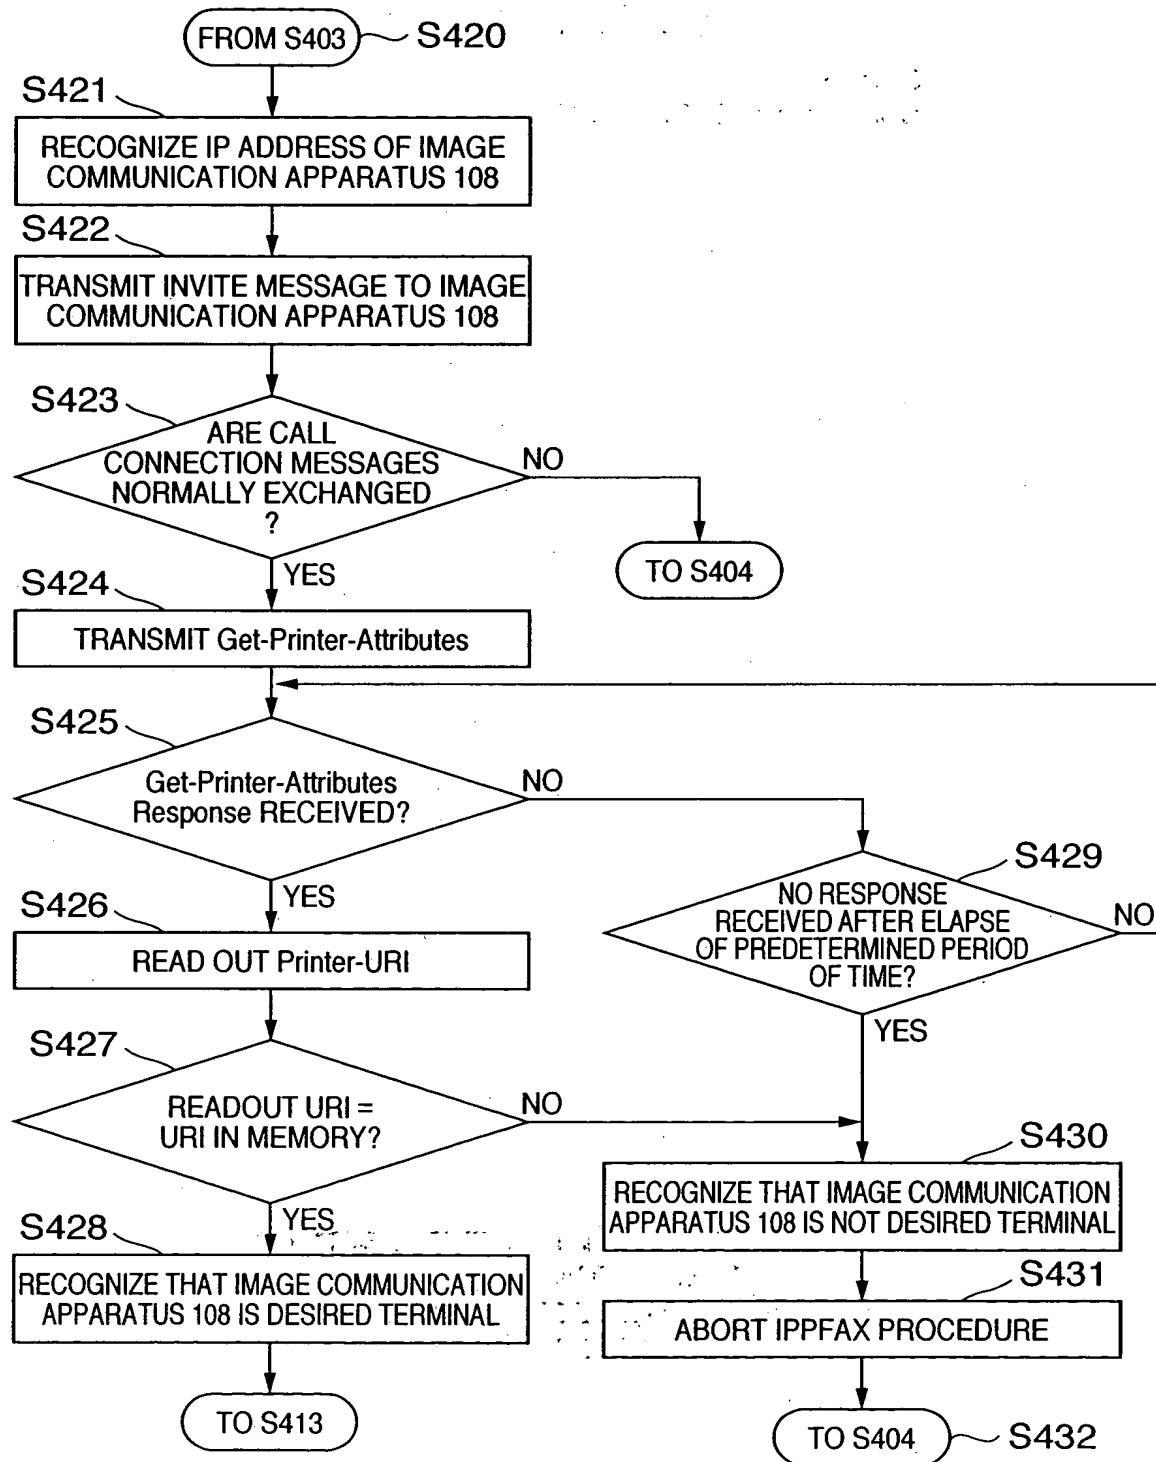 FROM S403
S420
S421
RECOGNIZE IP ADDRESS OF IMAGE
COMMUNICATION APPARATUS 108
S422
TRANSMIT INVITE MESSAGE TO IMAGE
COMMUNICATION APPARATUS 108
S423
ARE CALL
CONNECTION MESSAGES
NORMALLY EXCHANGED
?
NO
TO S404
YES
S424
TRANSMIT Get-Printer-Attributes
S425
Get-Printer-Attributes
Response RECEIVED?
NO
YES
S429
NO RESPONSE
RECEIVED AFTER ELAPSE
OF PREDETERMINED PERIOD
OF TIME?
NO
YES
S426
READ OUT Printer-URI
S427
READOUT URI =
URI IN MEMORY?
NO
YES
S430
RECOGNIZE THAT IMAGE COMMUNICATION
APPARATUS 108 IS NOT DESIRED TERMINAL
S428
RECOGNIZE THAT IMAGE COMMUNICATION
APPARATUS 108 IS DESIRED TERMINAL
S431
ABORT IPPFAX PROCEDURE
TO S413
TO S404
S432